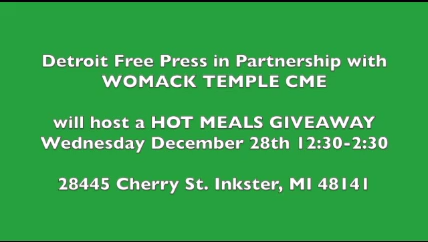 Detroit Free Press in Partnership with
WOMACK TEMPLE CME
will host a HOT MEALS GIVEAWAY
Wednesday December 28th 12:30-2:30
28445 Cherry St. Inkster, MI 48141